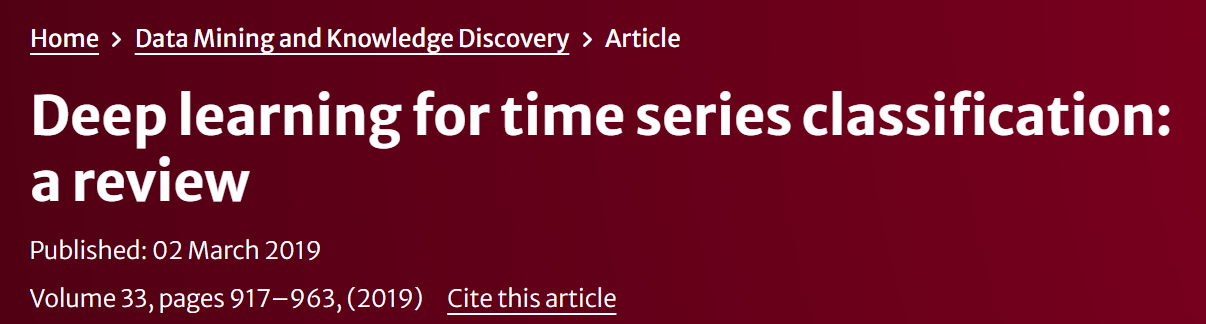 Home > Data Mining and Knowledge Discovery > Article
Deep learning for time series classification:
a review
Published: 02 March 2019
Volume 33, pages 917–963, (2019) Cite this article